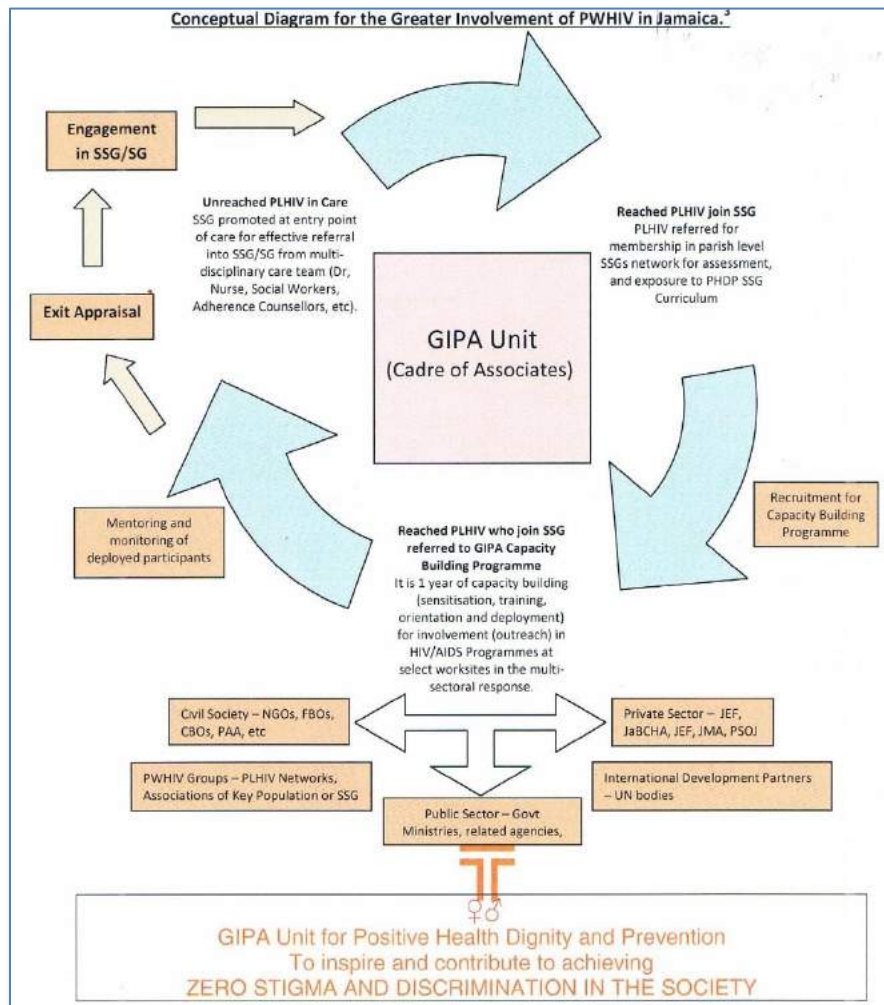 Conceptual Diagram for the Greater Involvement of PWHIV in Jamaica.³
Engagement
in SSG/SG
Unreached PLHIV in Care
SSG promoted at entry point
of care for effective referral
into SSG/SG from multi-
disciplinary care team (Dr,
Nurse, Social Workers,
Adherence Counsellors, etc).
Reached PLHIV join SSG
PLHIV referred for
membership in parish level
SSGs network for assessment,
and exposure to PHDP SSG
Curriculum
Exit Appraisal
GIPA Unit
(Cadre of Associates)
Mentoring and
monitoring of
deployed participants
Recruitment for
Capacity Building
Programme
Reached PLHIV who join SSG
referred to GIPA Capacity
Building Programme
It is 1 year of capacity building
(sensitisation, training,
orientation and deployment)
for involvement (outreach) in
HIV/AIDS Programmes at
select worksites in the multi-
sectoral response.
Civil Society – NGOs, FBOs,
CBOs, PAA, etc
Private Sector – JEF,
JaBCHA, JEF, JMA, PSOJ
PWHIV Groups – PLHIV Networks,
Associations of Key Population or SSG
International Development Partners
– UN bodies
Public Sector – Govt
Ministries, related agencies,
♀♂
GIPA Unit for Positive Health Dignity and Prevention
To inspire and contribute to achieving
ZERO STIGMA AND DISCRIMINATION IN THE SOCIETY